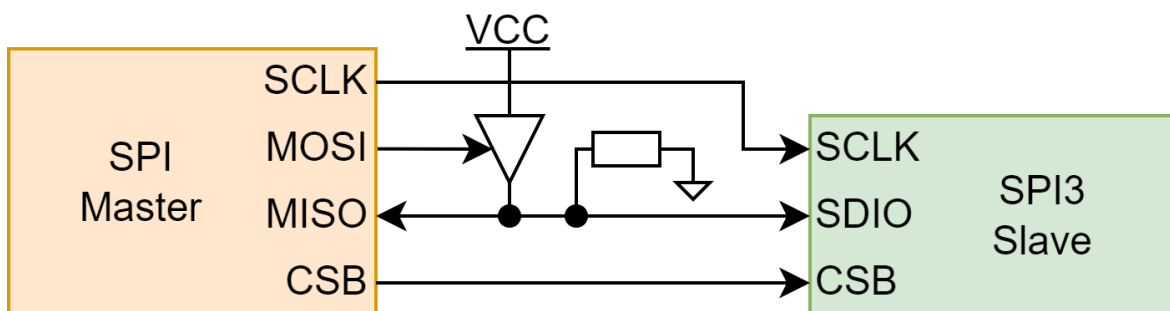 VCC
SPI
Master
SCLK
MOSI
MISO
CSB
SCLK
SDIO
CSB
SPI3
Slave